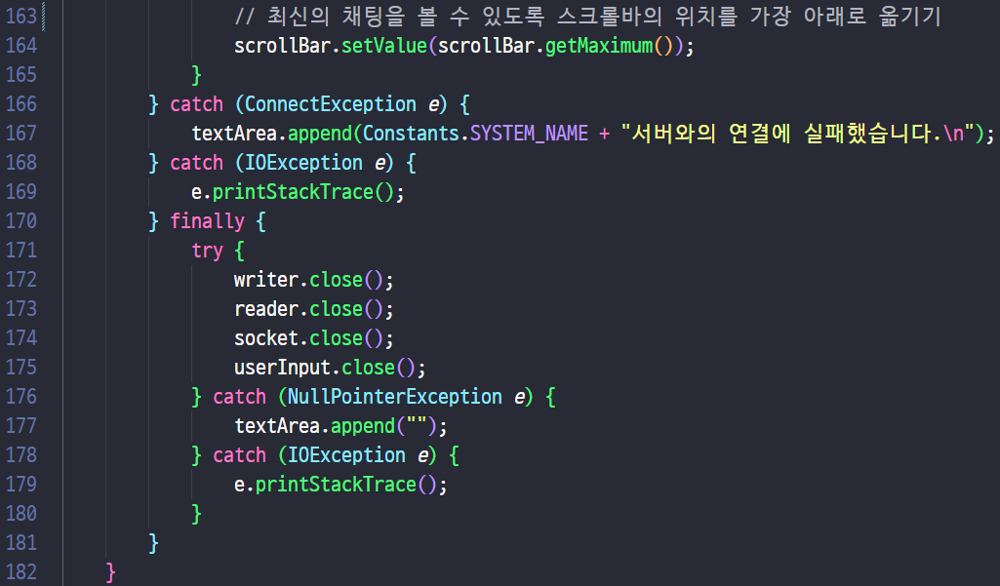 163 // 최신의 채팅을 볼 수 있도록 스크롤바의 위치를 가장 아래로 옮기기
164 scrollBar.setValue(scrollBar.getMaximum());
165 }
166 } catch (ConnectException e) {
167 textArea.append(Constants.SYSTEM_NAME + "서버와의 연결에 실패했습니다.\n");
168 } catch (IOException e) {
169 e.printStackTrace();
170 } finally {
171 try {
172 writer.close();
173 reader.close();
174 socket.close();
175 userInput.close();
176 } catch (NullPointerException e) {
177 textArea.append("");
178 } catch (IOException e) {
179 e.printStackTrace();
180 }
181 }
182 }